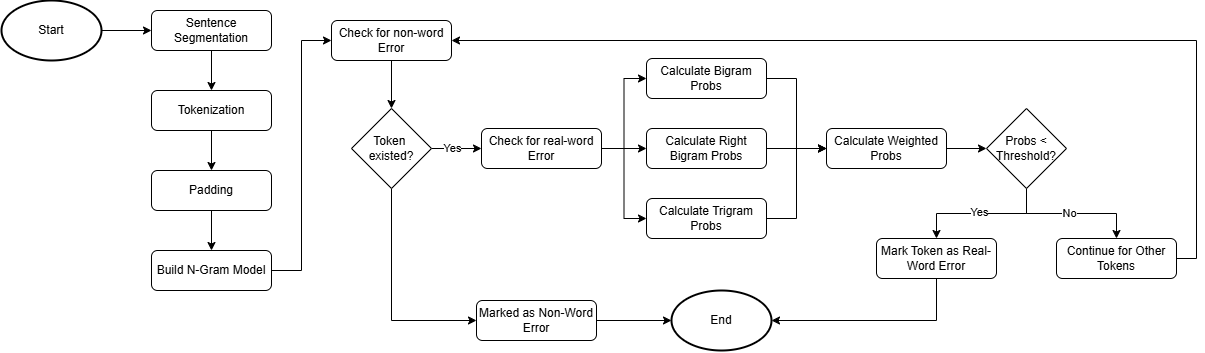 Start
Sentence
Segmentation
Tokenization
Padding
Build N-Gram Model
Check for non-word
Error
Token
existed?
Yes
Check for real-word
Error
Calculate Bigram
Probs
Calculate Right
Bigram Probs
Calculate Trigram
Probs
Calculate Weighted
Probs
Probs <
Threshold?
Yes
No
Mark Token as Real-
Word Error
Continue for Other
Tokens
Marked as Non-Word
Error
End